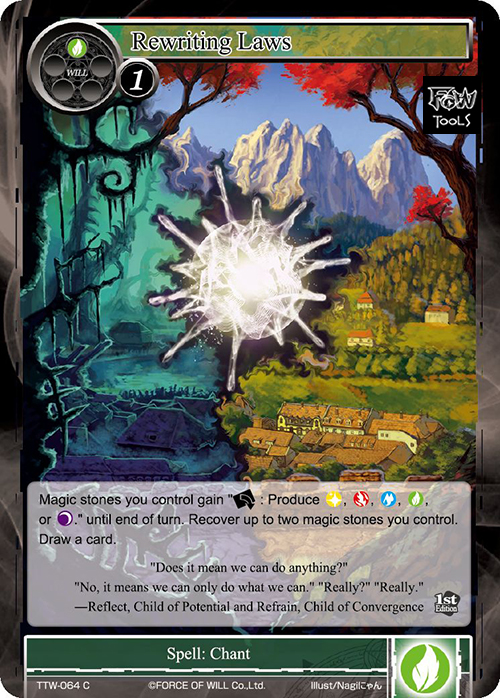 Rewriting Laws
WILL
1
FOW
TOOLS
Magic stones you control gain " : Produce , , , ,
or ." until end of turn. Recover up to two magic stones you control.
Draw a card.
"Does it mean we can do anything?"
"No, it means we can only do what we can." "Really?" "Really."
—Reflect, Child of Potential and Refrain, Child of Convergence
1st
Edition
Spell: Chant
TTW-064 C
©FORCE OF WILL Co.,Ltd.
Illust/Nagiにゃん